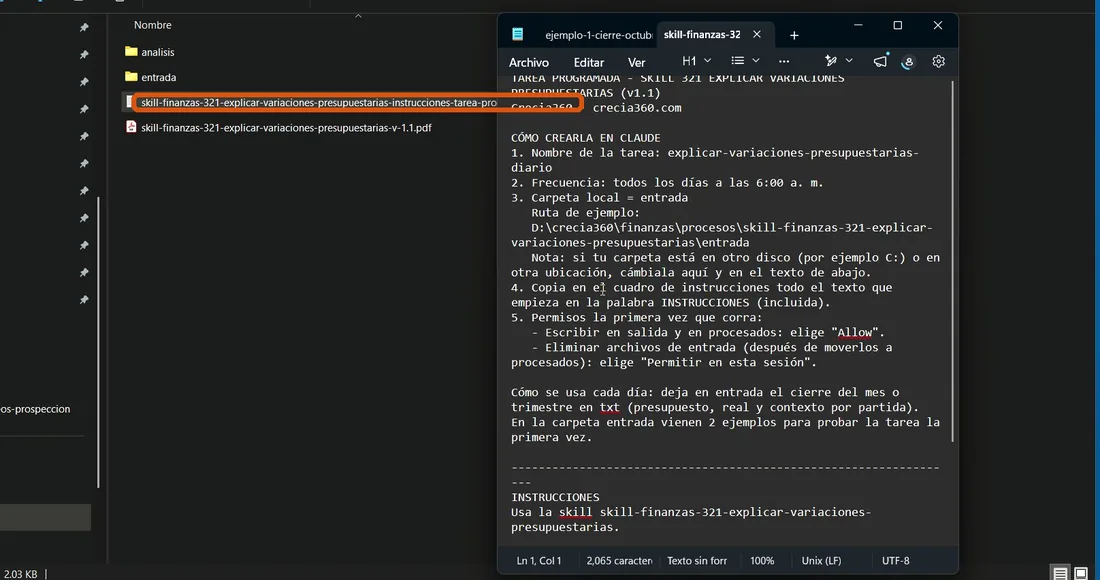 Nombre
analisis
entrada
skill-finanzas-321-explicar-variaciones-presupuestarias-instrucciones-tarea-pro
skill-finanzas-321-explicar-variaciones-presupuestarias-v-1.1.pdf
os-prospeccion
2.03 KB
ejemplo-1-cierre-octub
skill-finanzas-32
Archivo Editar Ver H1
TAREA PROGRAMADA - SKILL 321 EXPLICAR VARIACIONES
PRESUPUESTARIAS (v1.1)
Crecia360 crecia360.com
CÓMO CREARLA EN CLAUDE
1. Nombre de la tarea: explicar-variaciones-presupuestarias-
diario
2. Frecuencia: todos los días a las 6:00 a. m.
3. Carpeta local = entrada
Ruta de ejemplo:
D:\crecia360\finanzas\procesos\skill-finanzas-321-explicar-
variaciones-presupuestarias\entrada
Nota: si tu carpeta está en otro disco (por ejemplo C:) o en
otra ubicación, cámbiala aquí y en el texto de abajo.
4. Copia en el cuadro de instrucciones todo el texto que
empieza en la palabra INSTRUCCIONES (incluida).
5. Permisos la primera vez que corra:
- Escribir en salida y en procesados: elige "Allow".
- Eliminar archivos de entrada (después de moverlos a
procesados): elige "Permitir en esta sesión".
Cómo se usa cada día: deja en entrada el cierre del mes o
trimestre en txt (presupuesto, real y contexto por partida).
En la carpeta entrada vienen 2 ejemplos para probar la tarea la
primera vez.
----------------------------------------------------------------
---
INSTRUCCIONES
Usa la skill skill-finanzas-321-explicar-variaciones-
presupuestarias.
Ln 1, Col 1 2,065 caractere Texto sin forr 100% Unix (LF) UTF-8